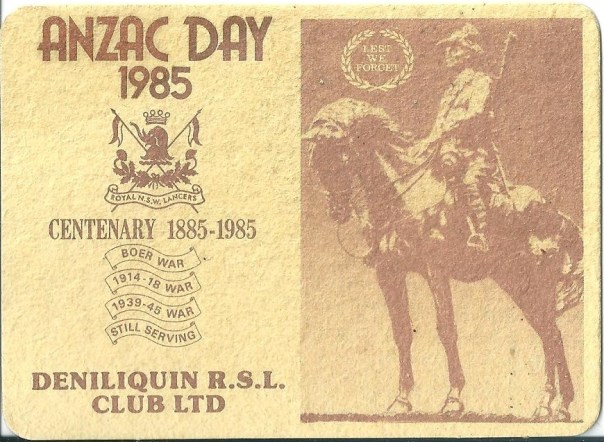 ANZAC DAY
1985
ROYAL N.S.W. LANCERS
CENTENARY 1885-1985
BOER WAR
1914-18 WAR
1939-45 WAR
STILL SERVING
DENILIQUIN R.S.L.
CLUB LTD
LEST
WE
FORGET